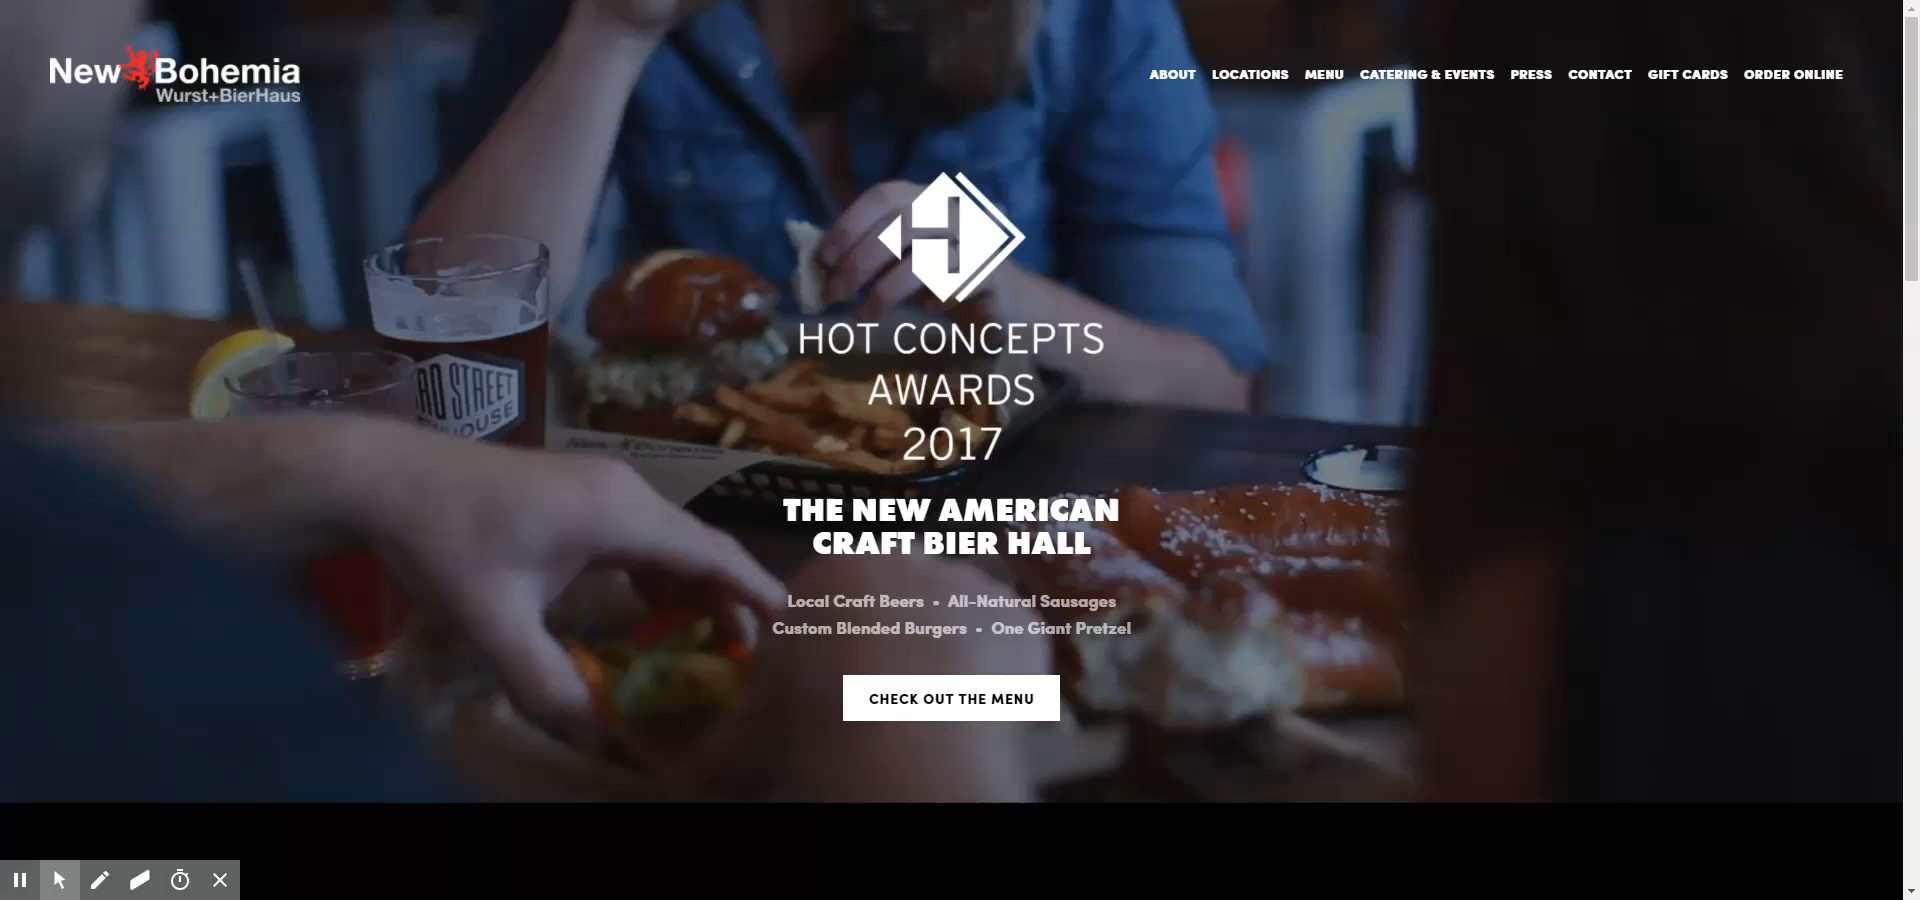 New Bohemia
Wurst+BierHaus
ABOUT LOCATIONS MENU CATERING & EVENTS PRESS CONTACT GIFT CARDS ORDER ONLINE
HOT CONCEPTS
AWARDS
2017
STREET
THE NEW AMERICAN
CRAFT BIER HALL
Local Craft Beers • All-Natural Sausages
Custom Blended Burgers • One Giant Pretzel
CHECK OUT THE MENU